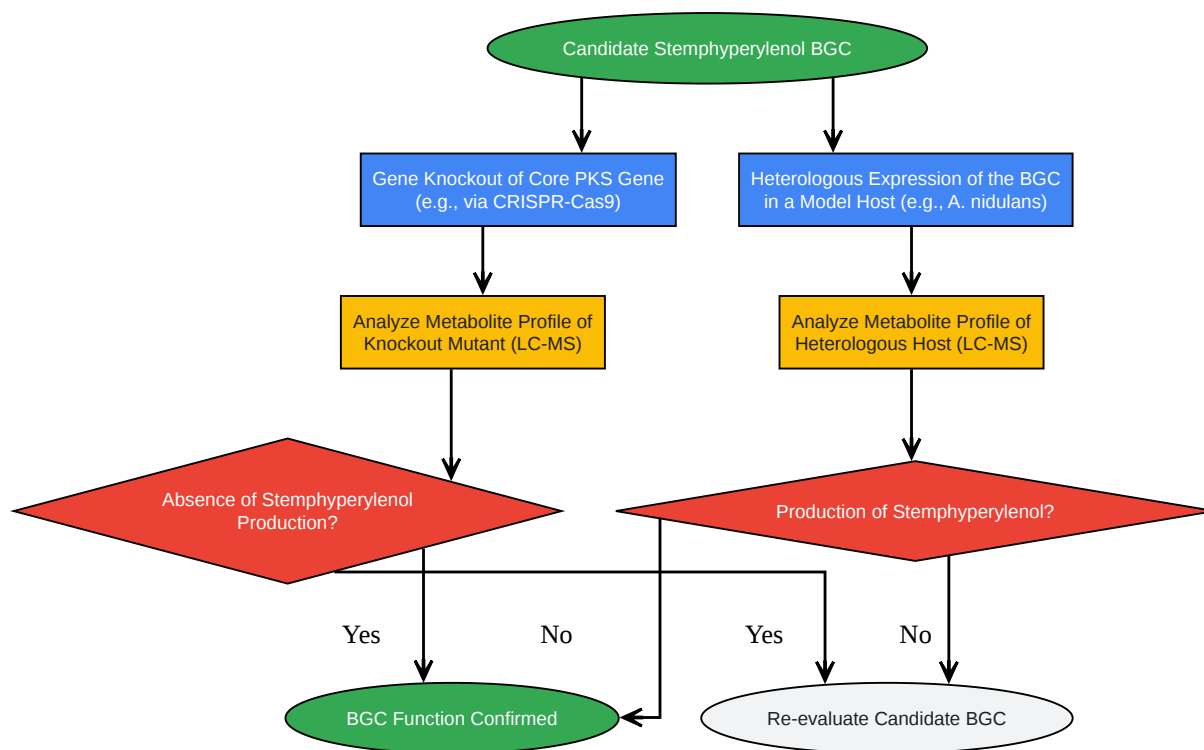 Candidate Stemphyperylenol BGC
Gene Knockout of Core PKS Gene
(e.g., via CRISPR-Cas9)
Heterologous Expression of the BGC
in a Model Host (e.g., A. nidulans)
Analyze Metabolite Profile of
Knockout Mutant (LC-MS)
Analyze Metabolite Profile of
Heterologous Host (LC-MS)
Absence of Stemphyperylenol
Production?
Production of Stemphyperylenol?
Yes
No
Yes
No
BGC Function Confirmed
Re-evaluate Candidate BGC